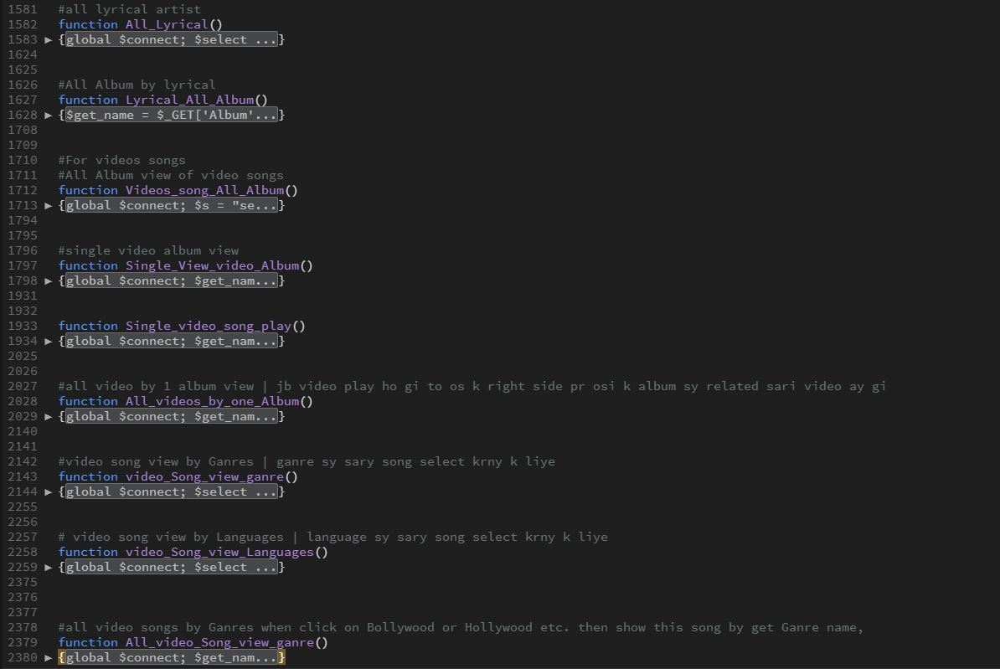 1581 #all lyrical artist
1582 function All_Lyrical()
1583 ▶ {global $connect; $select ...}
1624
1625
1626 #All Album by lyrical
1627 function Lyrical_All_Album()
1628 ▶ {$get_name = $_GET['Album'...}
1708
1709
1710 #For videos songs
1711 #All Album view of video songs
1712 function Videos_song_All_Album()
1713 ▶ {global $connect; $s = "se...}
1794
1795
1796 #single video album view
1797 function Single_View_video_Album()
1798 ▶ {global $connect; $get_nam...}
1931
1932
1933 function Single_video_song_play()
1934 ▶ {global $connect; $get_nam...}
2025
2026
2027 #all video by 1 album view | jb video play ho gi to os k right side pr osi k album sy related sari video ay gi
2028 function All_videos_by_one_Album()
2029 ▶ {global $connect; $get_nam...}
2140
2141
2142 #video song view by Ganres | ganre sy sary song select krny k liye
2143 function video_Song_view_ganre()
2144 ▶ {global $connect; $select ...}
2255
2256
2257 # video song view by Languages | language sy sary song select krny k liye
2258 function video_Song_view_Languages()
2259 ▶ {global $connect; $select ...}
2375
2376
2377
2378 #all video songs by Ganres when click on Bollywood or Hollywood etc. then show this song by get Ganre name,
2379 function All_video_Song_view_ganre()
2380 ▶ {global $connect; $get_nam...}